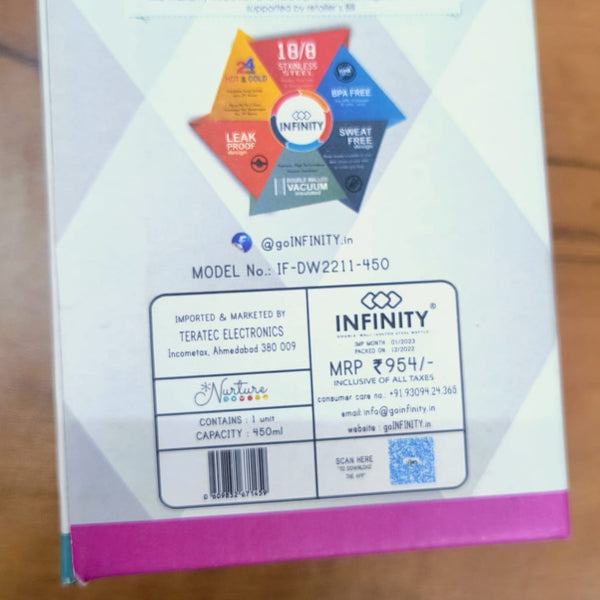 supported by retailer's BB
24
HOT & COLD
18/8
STAINLESS
STEEL
BPA FREE
LEAK
PROOF
design
INFINITY
SWEAT
FREE
design
DOUBLE WALLED
VACUUM
insulated
@goINFINITY.in
MODEL No.: IF-DW2211-450
IMPORTED & MARKETED BY
TERATEC ELECTRONICS
Incometax, Ahmedabad 380 009
Nurture
CONTAINS : 1 unit
CAPACITY : 450ml
INFINITY®
IMP MONTH 01/2023
PACKED ON 12/2022
MRP ₹954/-
INCLUSIVE OF ALL TAXES
consumer care no.: +91.93094.24.365
email: info@goinfinity.in
website : goINFINITY.in
SCAN HERE
"TO DOWNLOAD
THE APP"